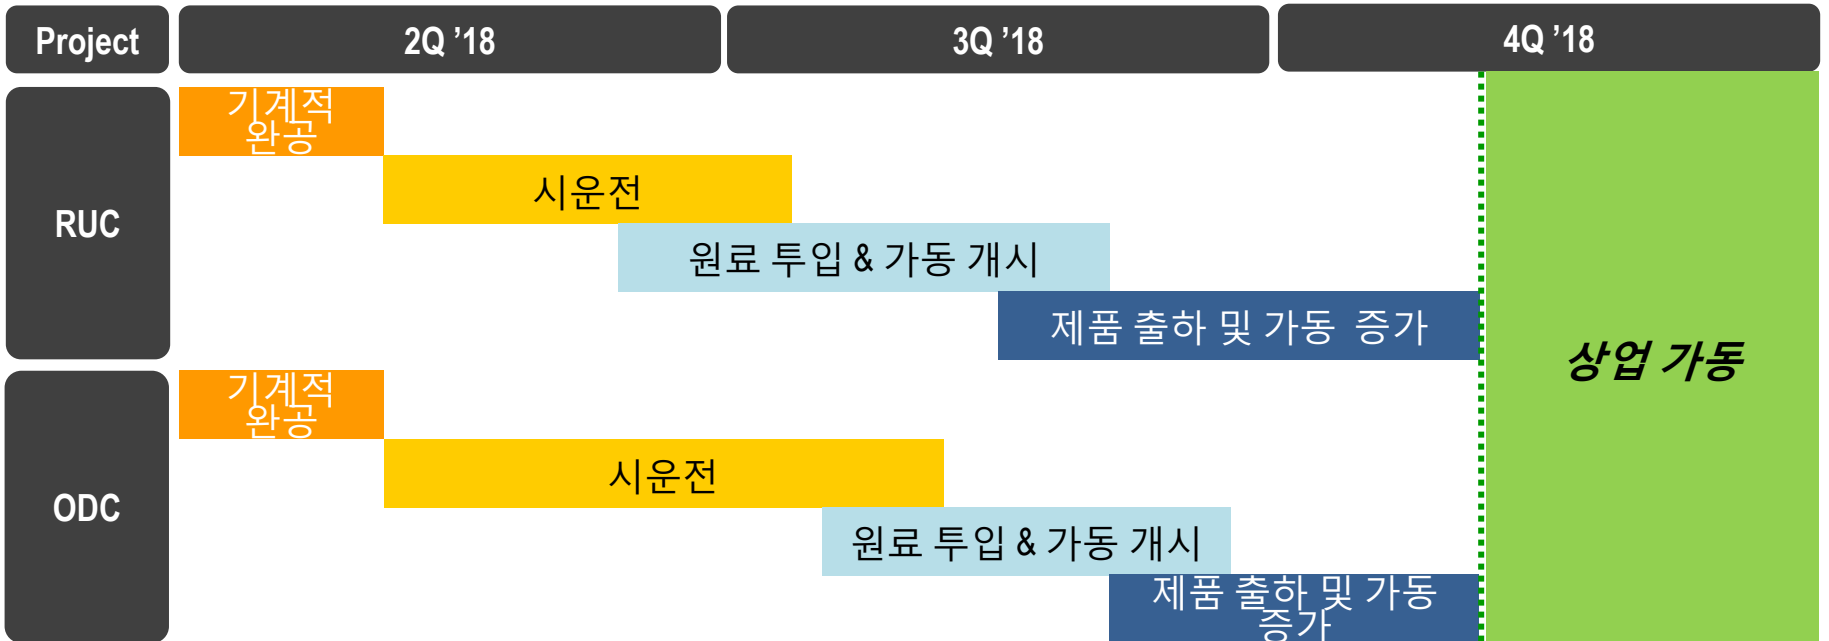 Project 2Q ’18 3Q ’18 4Q ’18
RUC
기계적
완공
시운전
원료 투입 & 가동 개시
제품 출하 및 가동 증가
상업 가동
ODC
기계적
완공
시운전
원료 투입 & 가동 개시
제품 출하 및 가동
증가